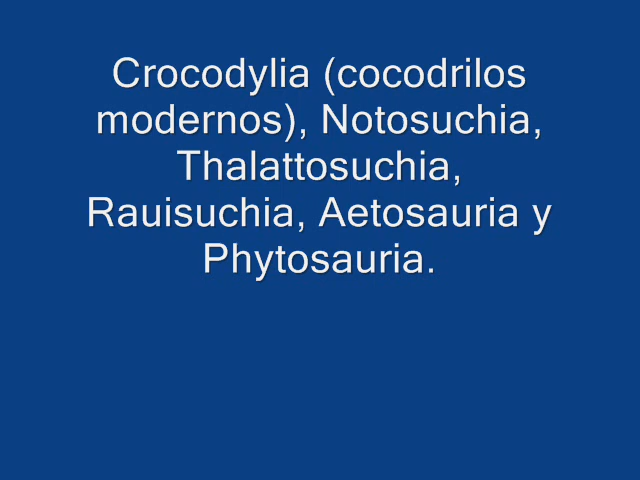 Crocodylia (cocodrilos
modernos), Notosuchia,
Thalattosuchia,
Rauisuchia, Aetosauria y
Phytosauria.